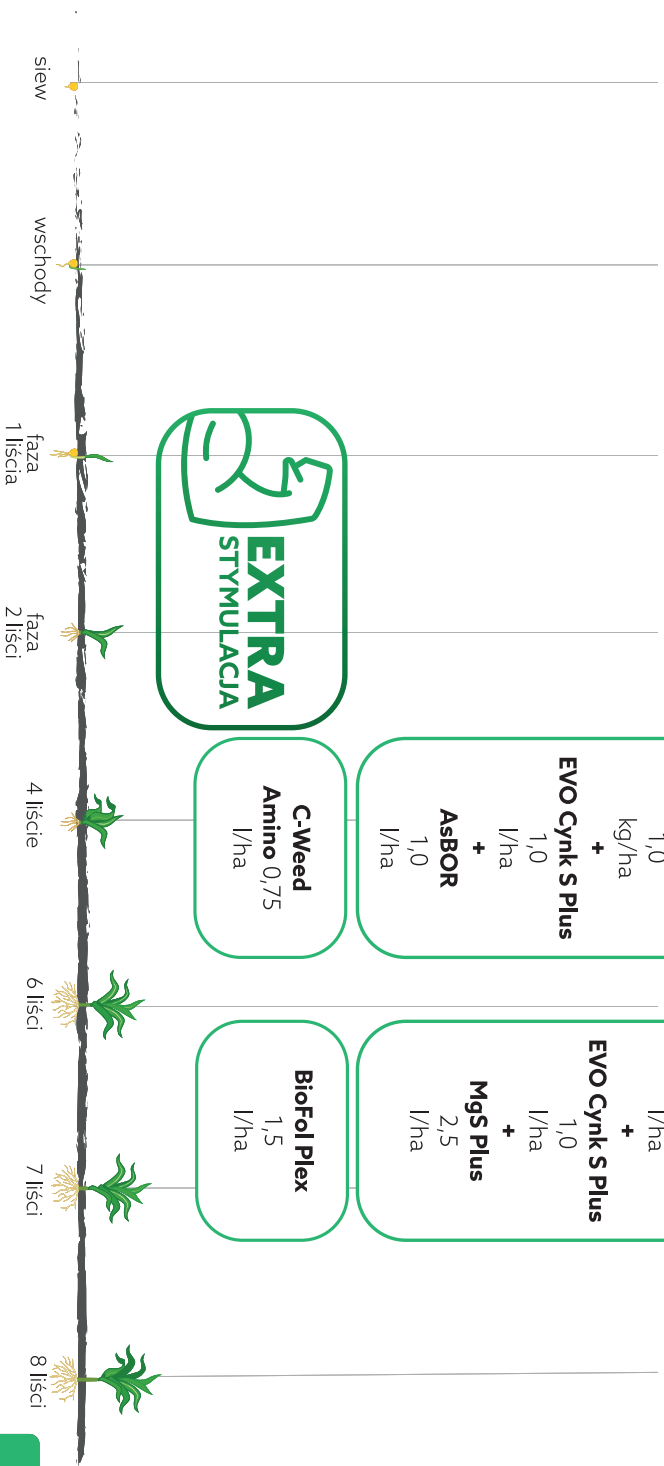 1,0
kg/ha
+
EVO Cynk S Plus
1,0
l/ha
+
AsBOR
1,0
l/ha
l/ha
+
EVO Cynk S Plus
1,0
l/ha
+
MgS Plus
2,5
l/ha
EXTRA
STYMULACJA
C-Weed
Amino 0,75
l/ha
BioFol Plex
1,5
l/ha
siew
wschody
faza
1 liścia
faza
2 liści
4 liście
6 liści
7 liści
8 liści